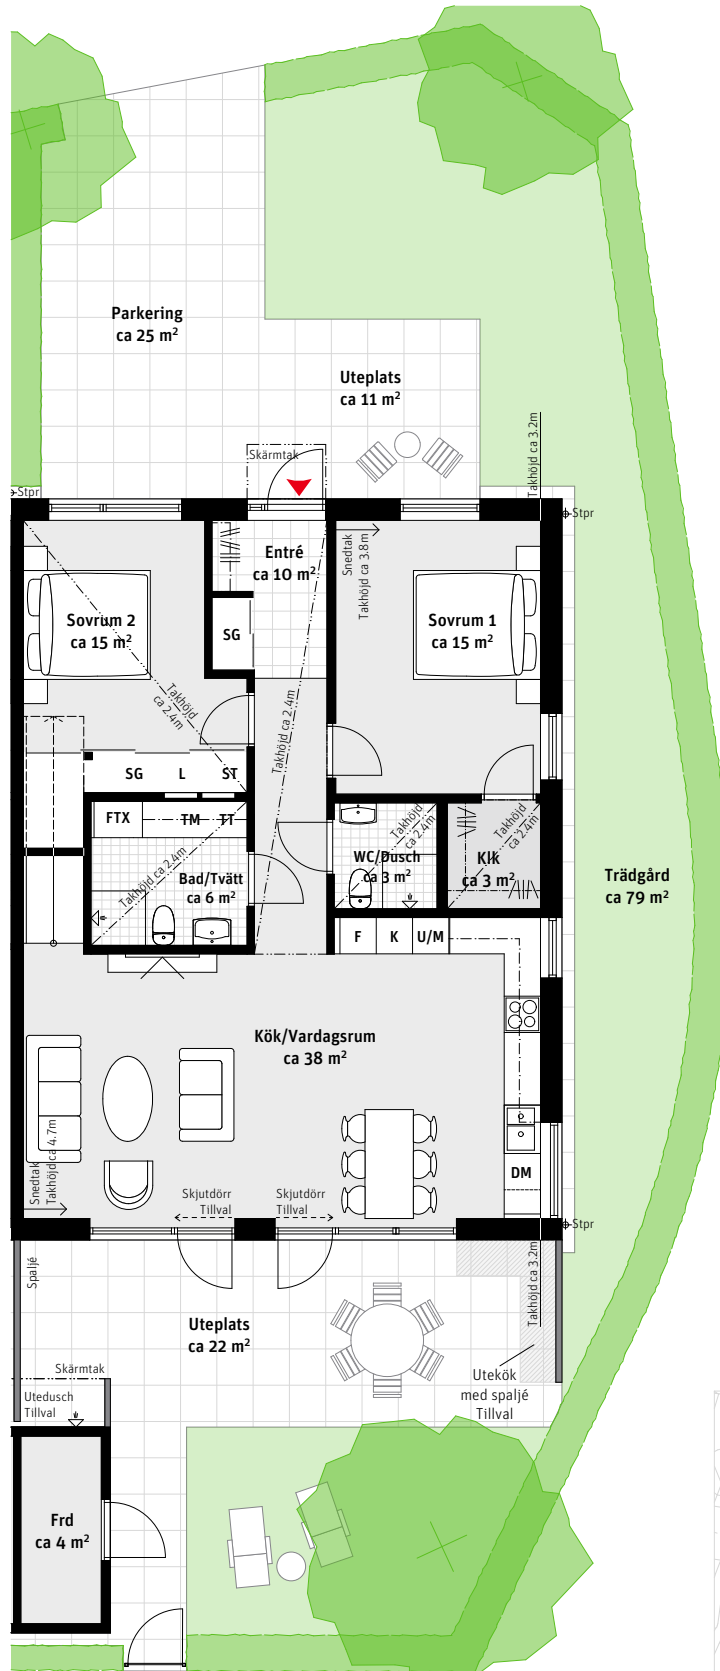 Parkering
ca 25 m²
Uteplats
ca 11 m²
Skärmtak
Takhöjd ca 3.2m
Stpr
Stpr
Entré
ca 10 m²
Snedtak
Takhöjd ca 3.8m
Sovrum 2
ca 15 m²
Sovrum 1
ca 15 m²
SG
Takhöjd
ca 2.4m
Takhöjd ca 2.4m
SG L ST
FTX
TM TT
Takhöjd ca 2.4m
Bad/Tvätt
ca 6 m²
Takhöjd
ca 2.4m
WC/Dusch
ca 3 m²
Takhöjd
ca 2.4m
Klk
ca 3 m²
Trädgård
ca 79 m²
F K U/M
Kök/Vardagsrum
ca 38 m²
Snedtak
Takhöjd ca 4.7m
DM
Skjutdörr
Tillval
Skjutdörr
Tillval
Stpr
Spaljé
Takhöjd ca 3.2m
Uteplats
ca 22 m²
Skärmtak
Utedusch
Tillval
Utekök
med spaljé
Tillval
Frd
ca 4 m²